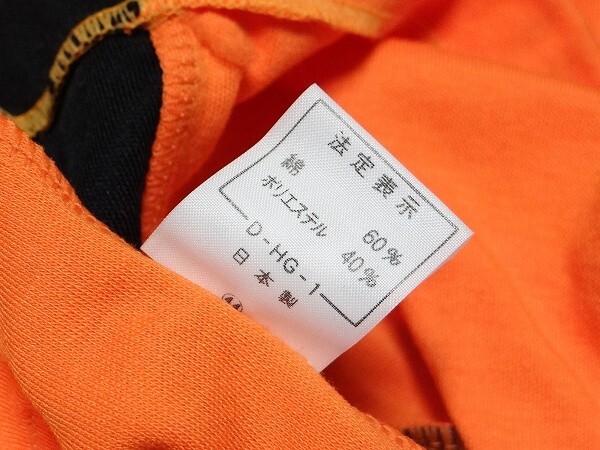 法定表示
綿 60%
ポリエステル 40%
D-HG-1
日本製